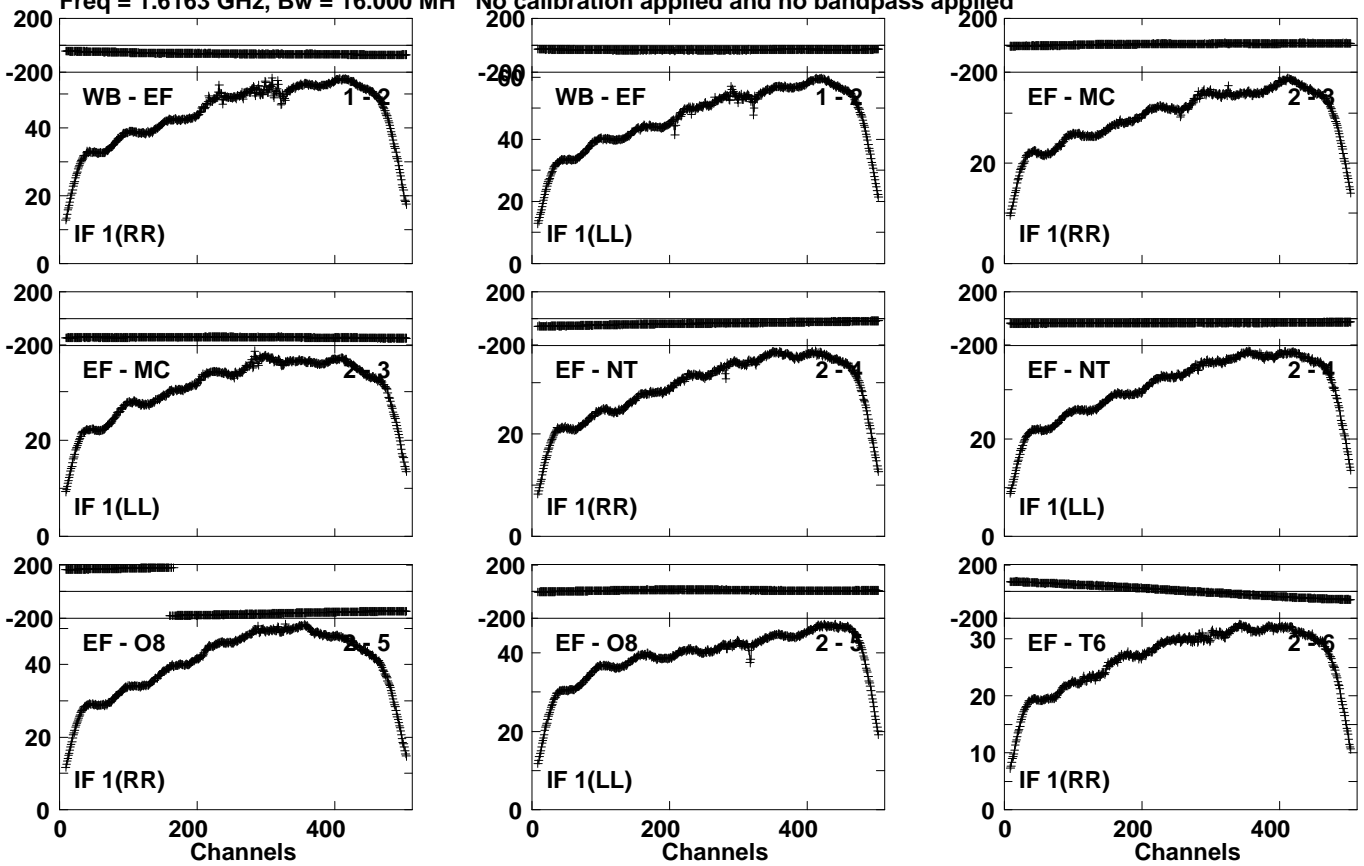 Freq = 1.6163 GHz, Bw = 16.000 MH No calibration applied and no bandpass applied
200 200 200
-200 -200 -200
60
WB - EF 1 - 2 WB - EF 1 - 2 EF - MC 2 - 3
40 40 20
20 20
IF 1(RR) IF 1(LL) IF 1(RR)
0 0 0
200 200 200
-200 -200 -200
EF - MC 2 - 3 EF - NT 2 - 4 EF - NT 2 - 4
20 20 20
IF 1(LL) IF 1(RR) IF 1(LL)
0 0 0
200 200 200
-200 -200 -200
EF - O8 2 - 5 EF - O8 2 - 5 EF - T6 2 - 6
40 40 30
20 20 20
10
IF 1(RR) IF 1(LL) IF 1(RR)
0 0 0
0 200 400 0 200 400
Channels Channels Channels